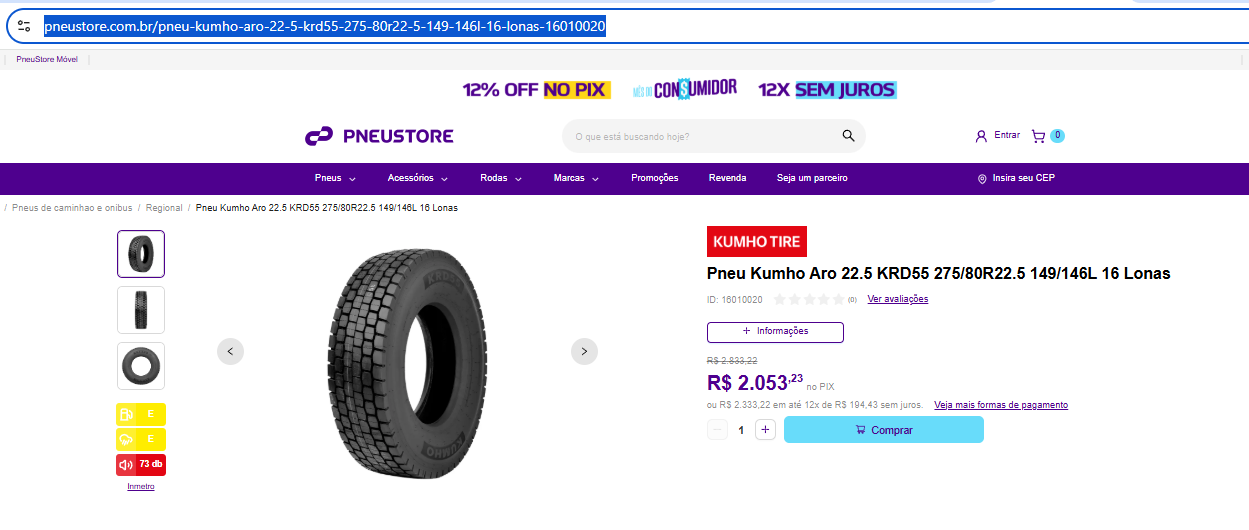 pneustore.com.br/pneu-kumho-aro-22-5-krd55-275-80r22-5-149-146l-16-lonas-16010020
PneuStore Móvel
12% OFF NO PIX MÊS DO CONSUMIDOR 12X SEM JUROS
PNEUSTORE O que está buscando hoje? Entrar 0
Pneus Acessórios Rodas Marcas Promoções Revenda Seja um parceiro Insira seu CEP
/ Pneus de caminhao e onibus / Regional / Pneu Kumho Aro 22.5 KRD55 275/80R22.5 149/146L 16 Lonas
KUMHO TIRE
Pneu Kumho Aro 22.5 KRD55 275/80R22.5 149/146L 16 Lonas
ID: 16010020 (0) Ver avaliações
+ Informações
R$ 2.833,22
R$ 2.053,23 no PIX
ou R$ 2.333,22 em até 12x de R$ 194,43 sem juros. Veja mais formas de pagamento
− 1 + Comprar
< >
KRD55
KUMHO
E
E
73 db
Inmetro